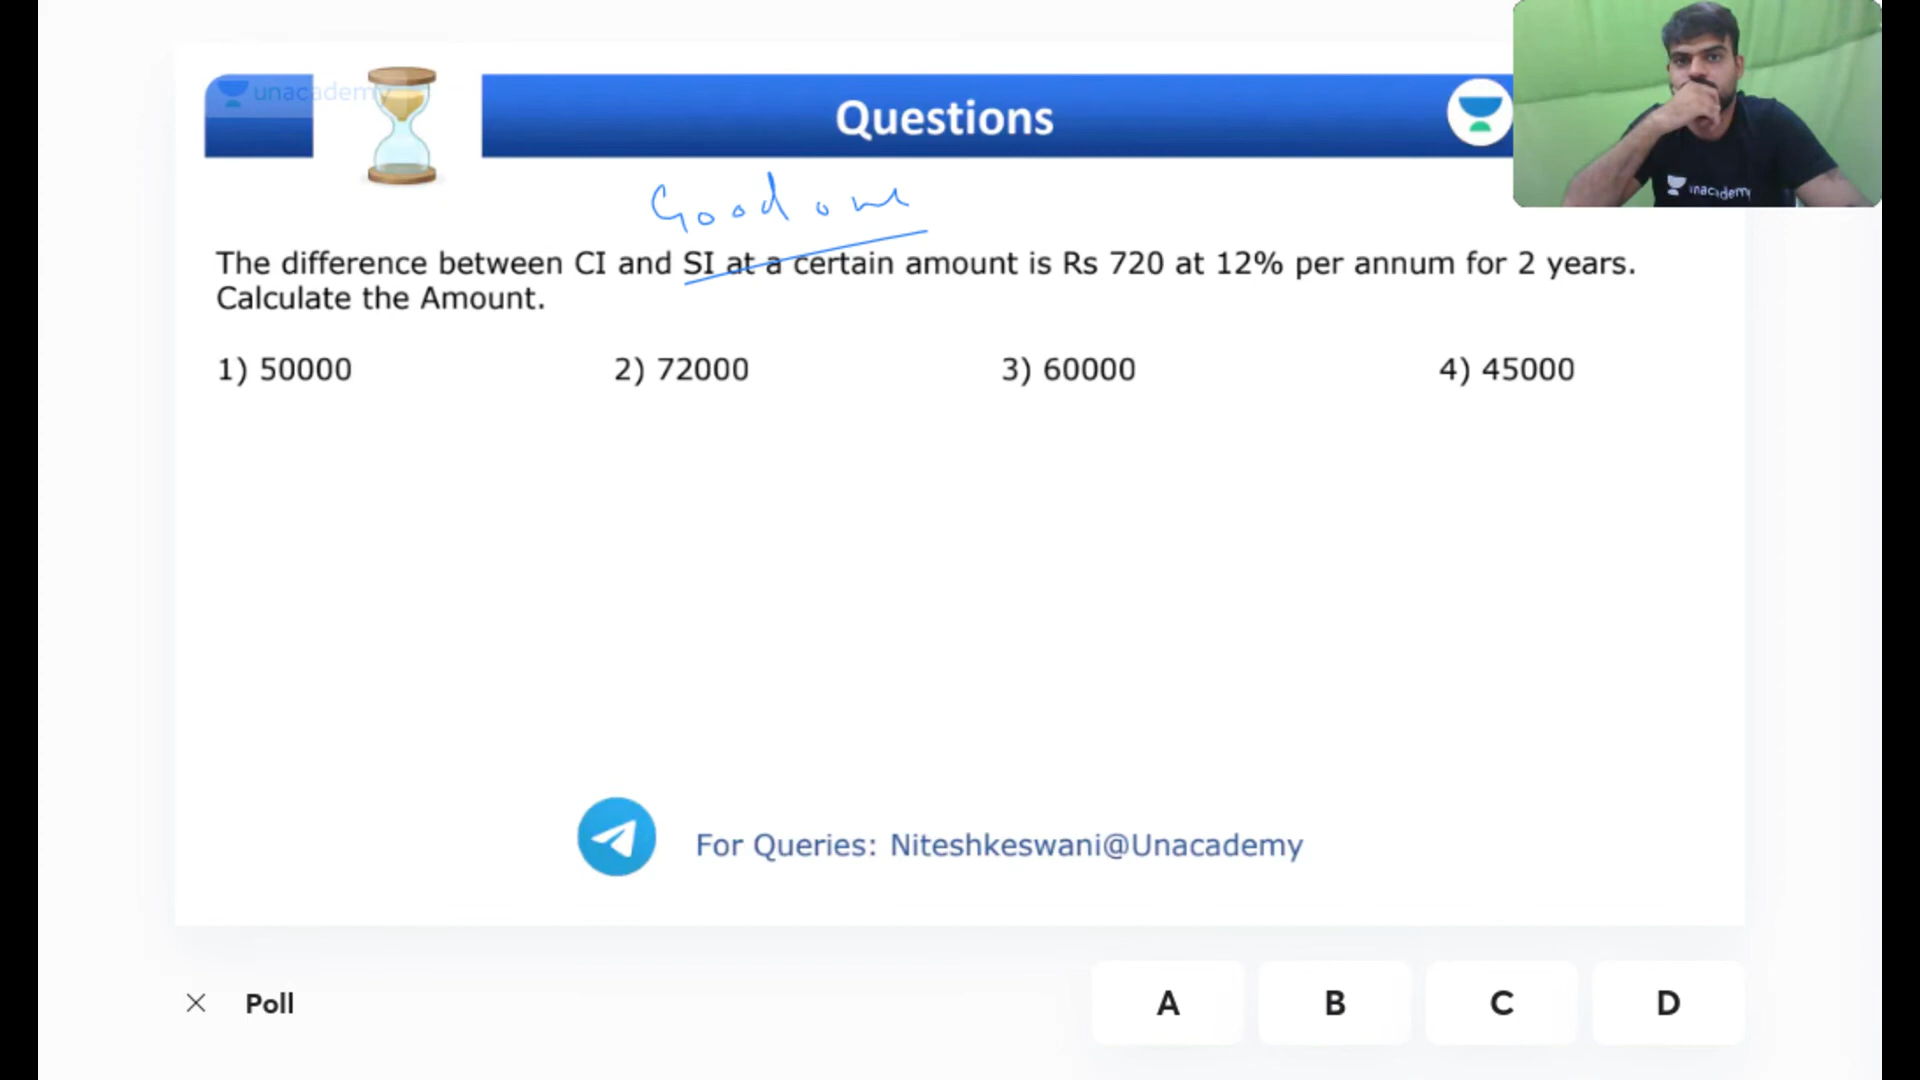 unacademy
Questions
Good one
The difference between CI and SI at a certain amount is Rs 720 at 12% per annum for 2 years.
Calculate the Amount.
1) 50000 2) 72000 3) 60000 4) 45000
unacademy
For Queries: Niteshkeswani@Unacademy
Poll A B C D